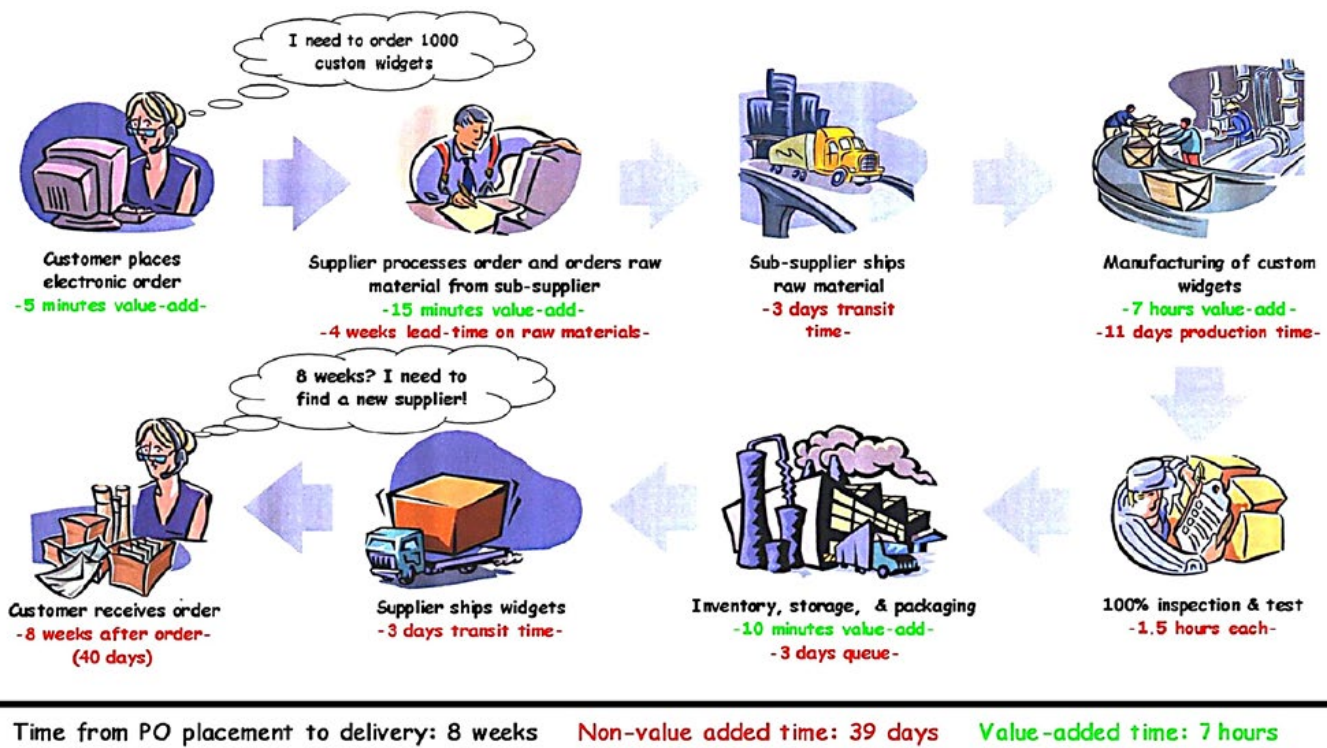 I need to order 1000
custom widgets
Customer places
electronic order
-5 minutes value-add-
Supplier processes order and orders raw
material from sub-supplier
-15 minutes value-add-
-4 weeks lead-time on raw materials-
Sub-supplier ships
raw material
-3 days transit
time-
Manufacturing of custom
widgets
-7 hours value-add-
-11 days production time-
8 weeks? I need to
find a new supplier!
Customer receives order
-8 weeks after order-
(40 days)
Supplier ships widgets
-3 days transit time-
Inventory, storage, & packaging
-10 minutes value-add-
-3 days queue-
100% inspection & test
-1.5 hours each-
Time from PO placement to delivery: 8 weeks Non-value added time: 39 days Value-added time: 7 hours